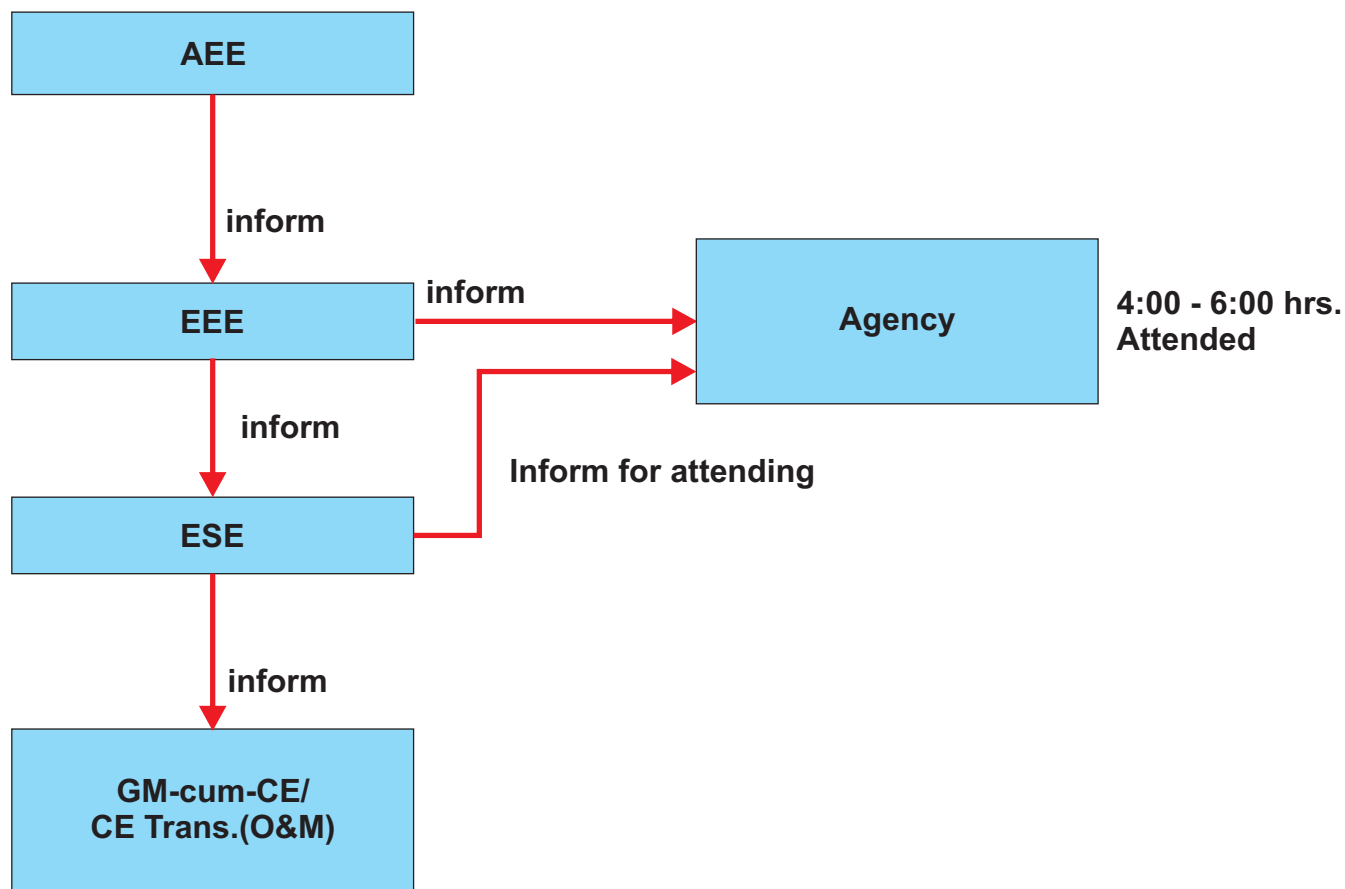 AEE
inform
EEE
inform
Agency
4:00 - 6:00 hrs.
Attended
inform
Inform for attending
ESE
inform
GM-cum-CE/
CE Trans.(O&M)